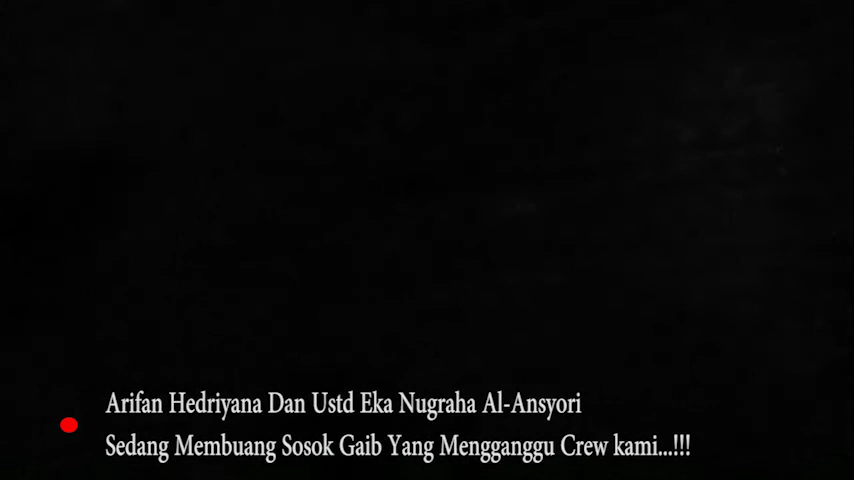 Arifan Hedriyana Dan Ustd Eka Nugraha Al-Ansyori
Sedang Membuang Sosok Gaib Yang Mengganggu Crew kami...!!!